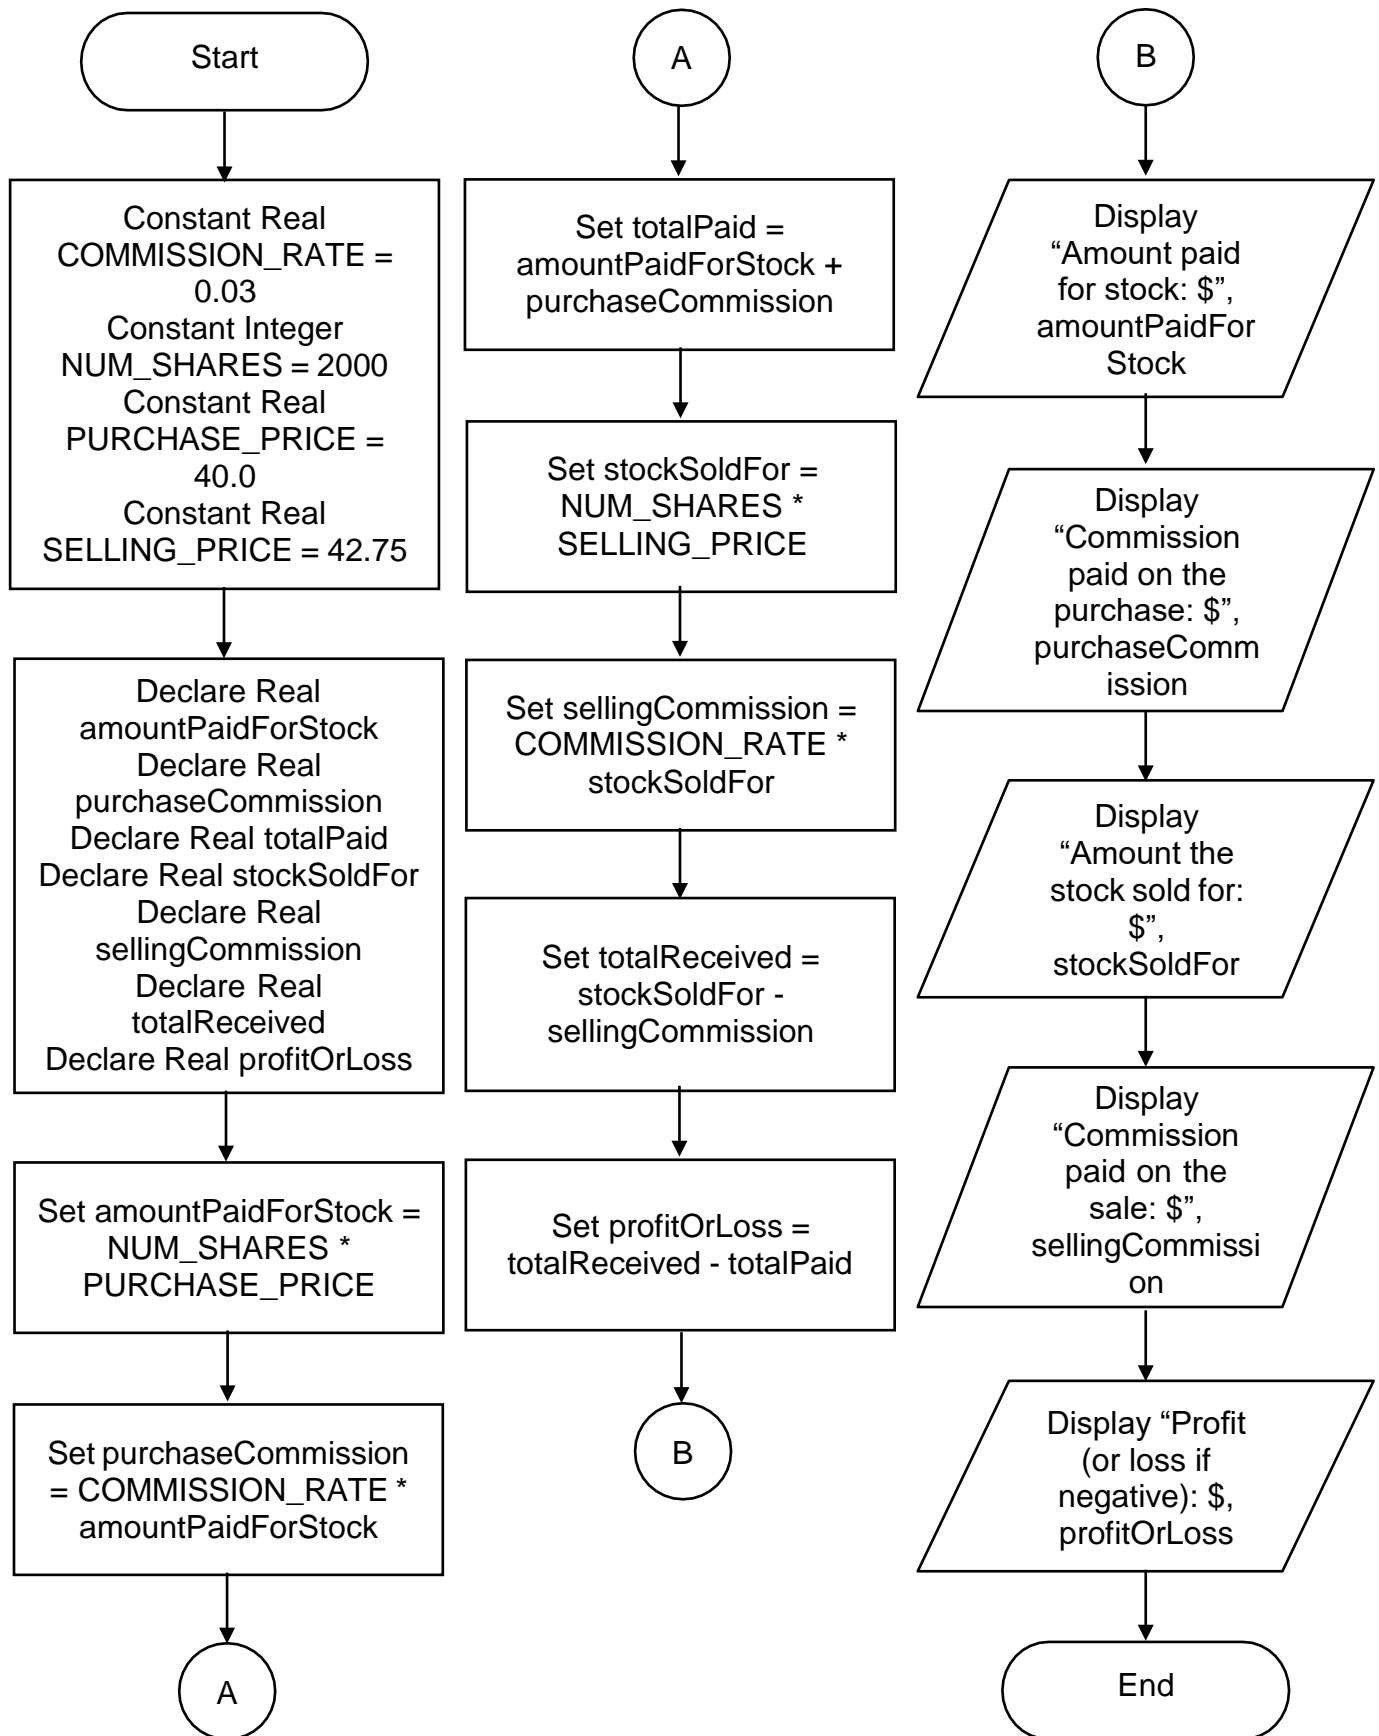 Start
Constant Real
COMMISSION_RATE =
0.03
Constant Integer
NUM_SHARES = 2000
Constant Real
PURCHASE_PRICE =
40.0
Constant Real
SELLING_PRICE = 42.75
Declare Real
amountPaidForStock
Declare Real
purchaseCommission
Declare Real totalPaid
Declare Real stockSoldFor
Declare Real
sellingCommission
Declare Real
totalReceived
Declare Real profitOrLoss
Set amountPaidForStock =
NUM_SHARES *
PURCHASE_PRICE
Set purchaseCommission
= COMMISSION_RATE *
amountPaidForStock
A
A
Set totalPaid =
amountPaidForStock +
purchaseCommission
Set stockSoldFor =
NUM_SHARES *
SELLING_PRICE
Set sellingCommission =
COMMISSION_RATE *
stockSoldFor
Set totalReceived =
stockSoldFor -
sellingCommission
Set profitOrLoss =
totalReceived - totalPaid
B
B
Display
“Amount paid
for stock: $”,
amountPaidFor
Stock
Display
“Commission
paid on the
purchase: $”,
purchaseComm
ission
Display
“Amount the
stock sold for:
$”,
stockSoldFor
Display
“Commission
paid on the
sale: $”,
sellingCommissi
on
Display “Profit
(or loss if
negative): $,
profitOrLoss
End